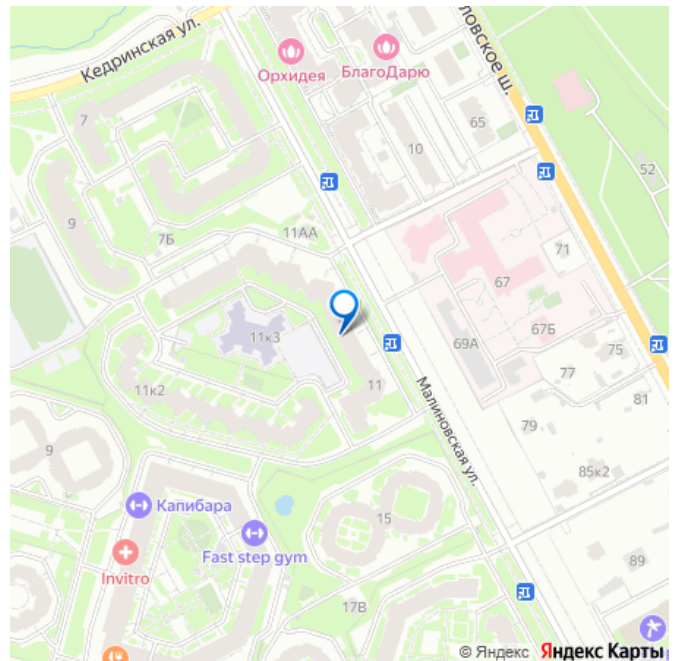 Кедринская ул.
Орхидея
БлагоДарю
ловское ш.
7
65
10
52
9
7Б
11АА
71
67
67Б
69А
75
11к3
77
11к2
11
81
Малиновская ул.
79
9
85к2
Капибара
15
Fast step gym
Invitro
89
17В
© Яндекс Яндекс Карты